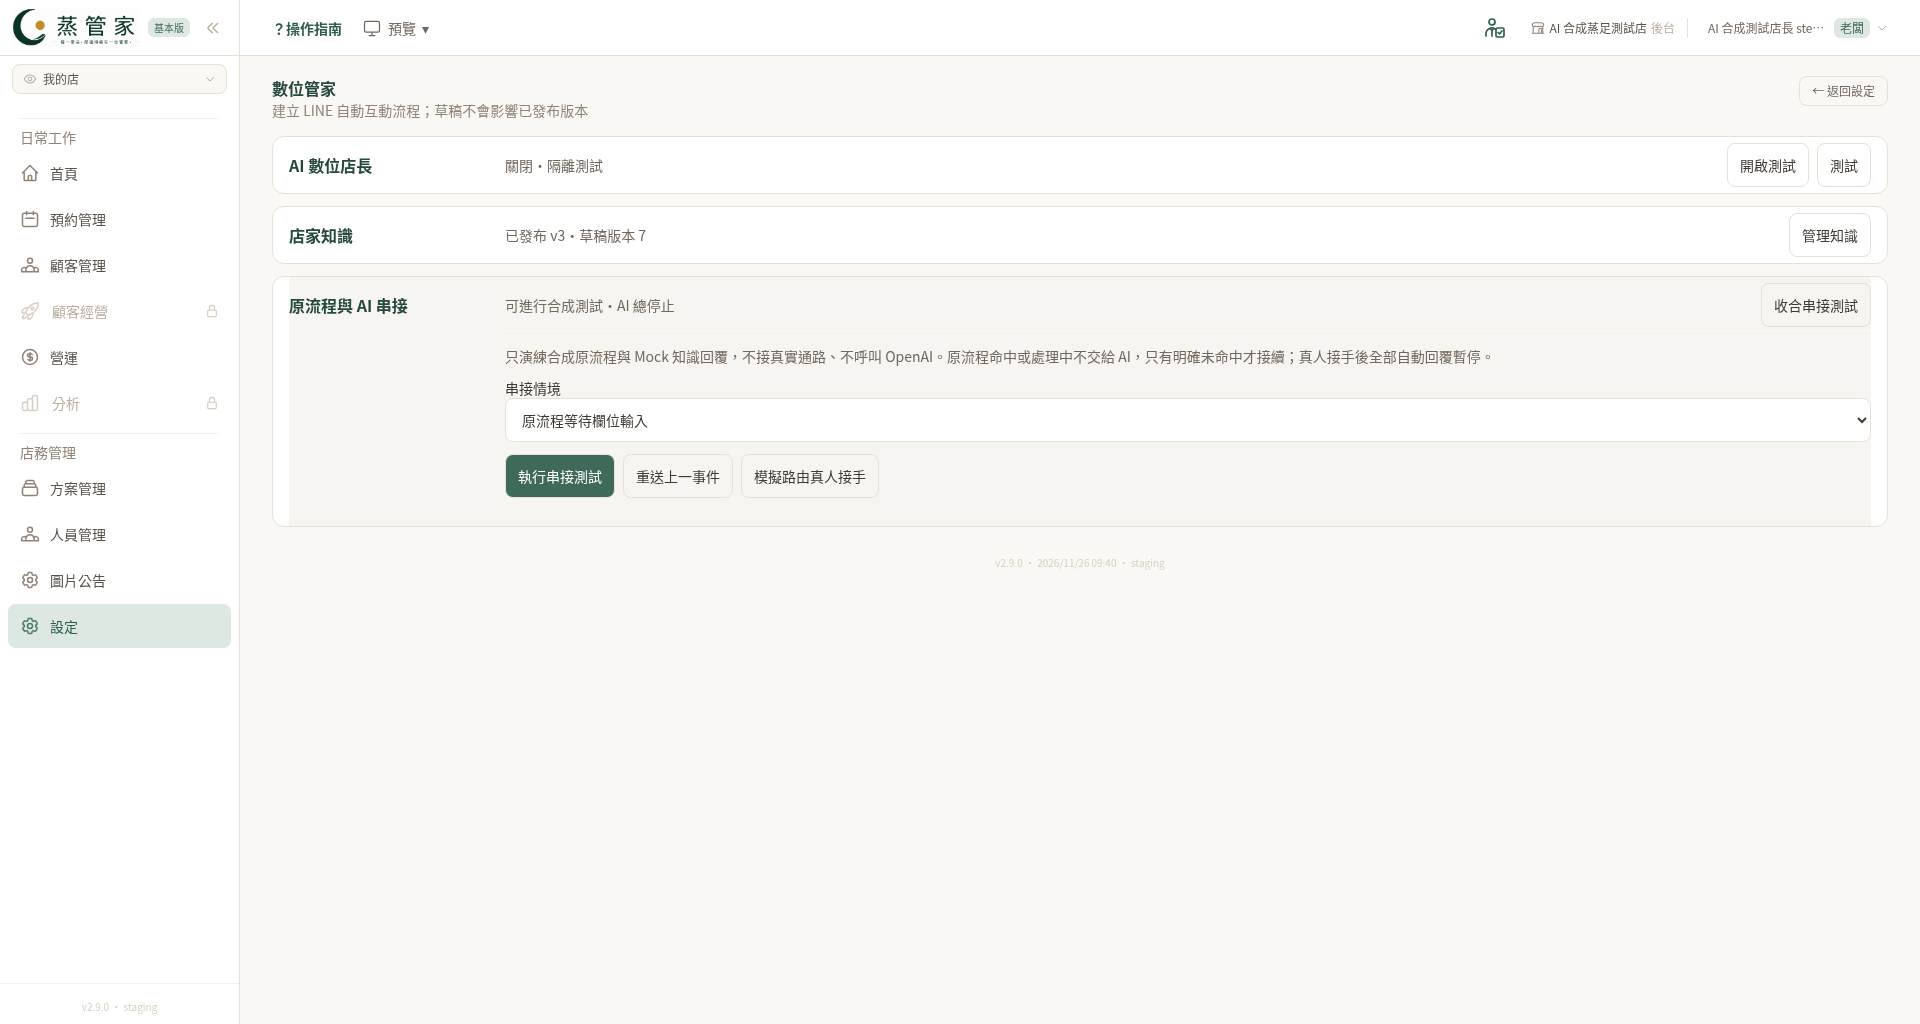 蒸管家
基本版
?操作指南
預覽 ▾
AI 合成蒸足測試店 後台
AI 合成測試店長 ste…
老闆
我的店
日常工作
首頁
預約管理
顧客管理
顧客經營
營運
分析
店務管理
方案管理
人員管理
圖片公告
設定
v2.9.0 · staging
數位管家
建立 LINE 自動互動流程；草稿不會影響已發布版本
← 返回設定
AI 數位店長
關閉・隔離測試
開啟測試
測試
店家知識
已發布 v3・草稿版本 7
管理知識
原流程與 AI 串接
可進行合成測試・AI 總停止
收合串接測試
只演練合成原流程與 Mock 知識回覆，不接真實通路、不呼叫 OpenAI。原流程命中或處理中不交給 AI，只有明確未命中才接續；真人接手後全部自動回覆暫停。
串接情境
原流程等待欄位輸入
執行串接測試
重送上一事件
模擬路由真人接手
v2.9.0 · 2026/11/26 09:40 · staging